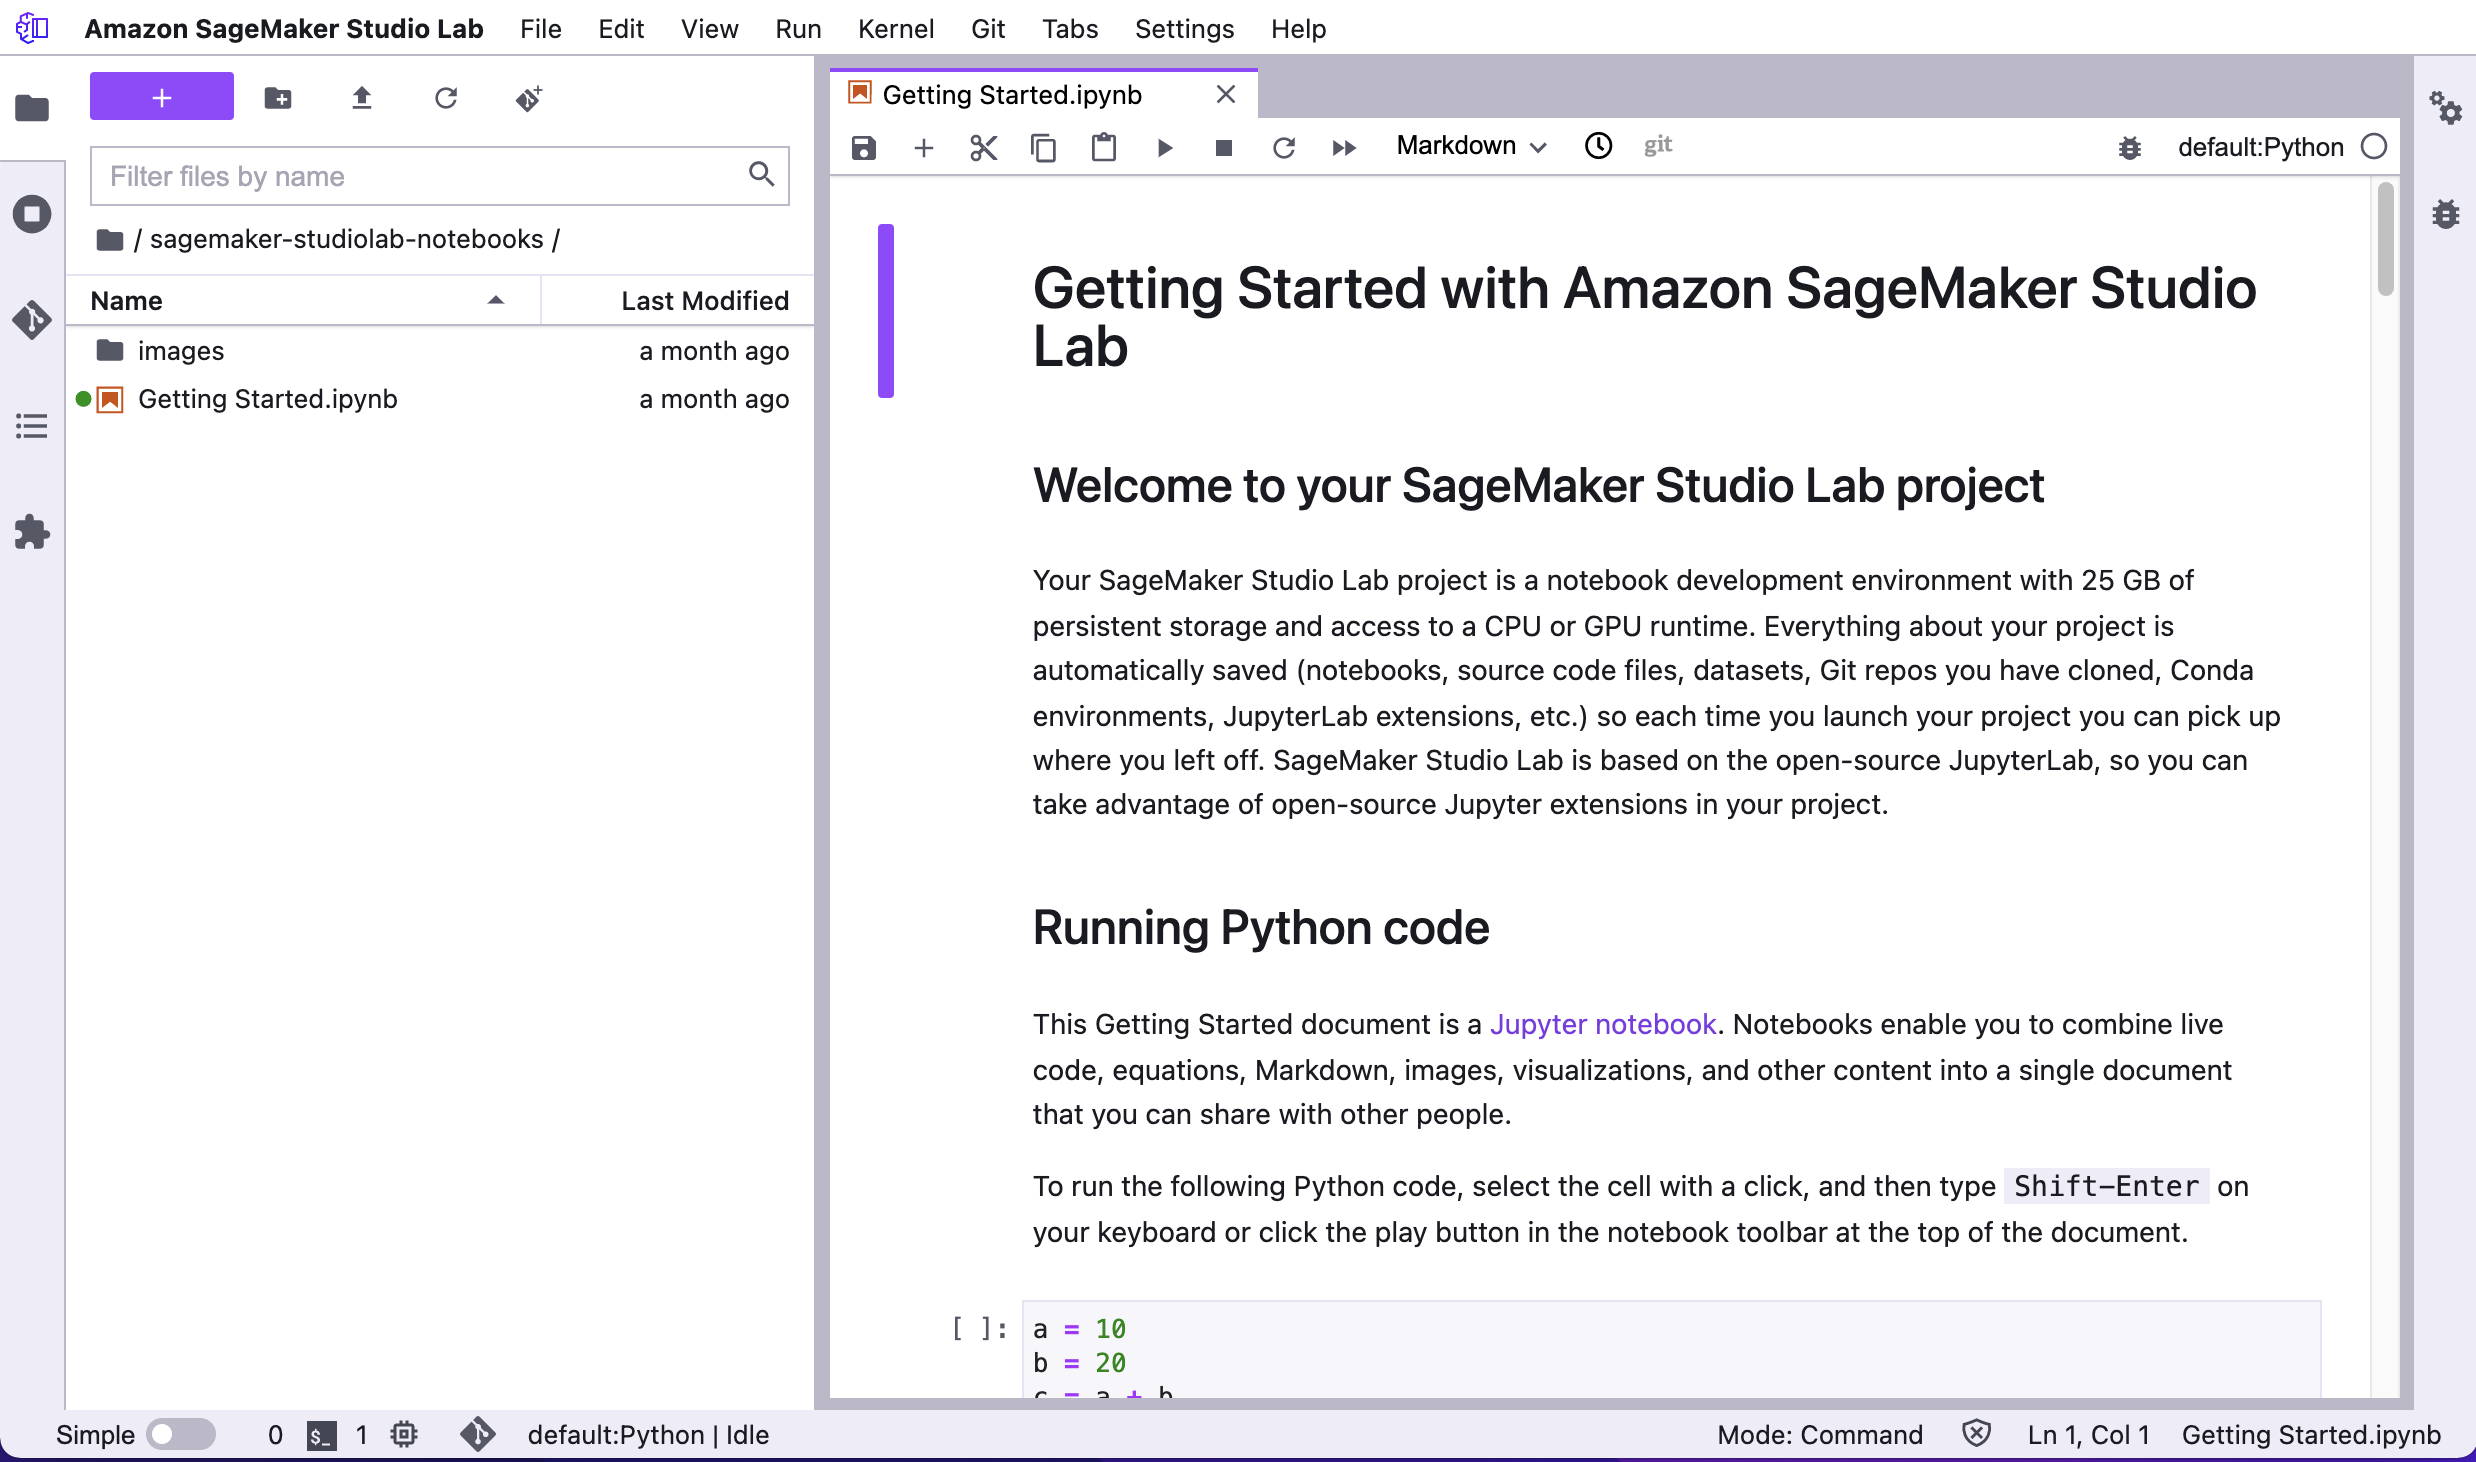 Amazon SageMaker Studio Lab File Edit View Run Kernel Git Tabs Settings Help
Filter files by name
/ sagemaker-studiolab-notebooks /
Name Last Modified
images a month ago
Getting Started.ipynb a month ago
Getting Started.ipynb
Markdown git default:Python
Getting Started with Amazon SageMaker Studio
Lab
Welcome to your SageMaker Studio Lab project
Your SageMaker Studio Lab project is a notebook development environment with 25 GB of
persistent storage and access to a CPU or GPU runtime. Everything about your project is
automatically saved (notebooks, source code files, datasets, Git repos you have cloned, Conda
environments, JupyterLab extensions, etc.) so each time you launch your project you can pick up
where you left off. SageMaker Studio Lab is based on the open-source JupyterLab, so you can
take advantage of open-source Jupyter extensions in your project.
Running Python code
This Getting Started document is a Jupyter notebook. Notebooks enable you to combine live
code, equations, Markdown, images, visualizations, and other content into a single document
that you can share with other people.
To run the following Python code, select the cell with a click, and then type Shift-Enter on
your keyboard or click the play button in the notebook toolbar at the top of the document.
[ ]: a = 10
b = 20
c = a + b
Simple 0 $_ 1 default:Python | Idle Mode: Command Ln 1, Col 1 Getting Started.ipynb